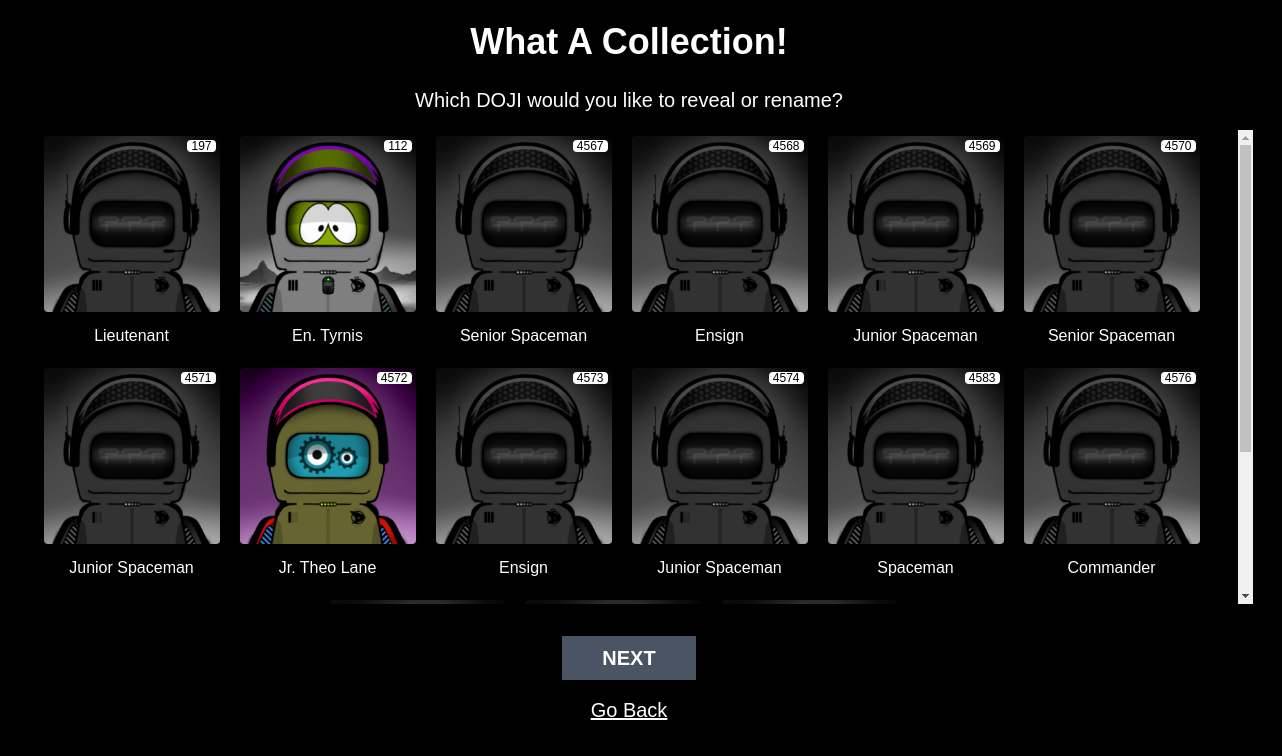 What A Collection!
Which DOJI would you like to reveal or rename?
197
112
4567
4568
4569
4570
Lieutenant
En. Tyrnis
Senior Spaceman
Ensign
Junior Spaceman
Senior Spaceman
4571
4572
4573
4574
4583
4576
Junior Spaceman
Jr. Theo Lane
Ensign
Junior Spaceman
Spaceman
Commander
NEXT
Go Back